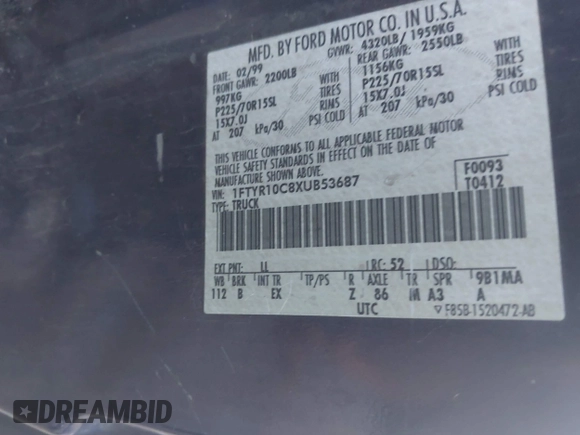 MFD. BY FORD MOTOR CO. IN U.S.A.
DATE: 02/99 GVWR: 4320LB/ 1959KG
FRONT GAWR: 2200LB REAR GAWR: 2550LB
997KG WITH 1156KG WITH
P225/70R15SL TIRES P225/70R15SL TIRES
15X7.0J RIMS 15X7.0J RIMS
AT 207 kPa/30 PSI COLD AT 207 kPa/30 PSI COLD
THIS VEHICLE CONFORMS TO ALL APPLICABLE FEDERAL MOTOR
VEHICLE SAFETY STANDARDS IN EFFECT ON THE DATE OF
MANUFACTURE SHOWN ABOVE.
VIN: 1FTYR10C8XUB53687 F0093
TYPE: TRUCK T0412
EXT PNT: LL RC: 52 DSO:
WB BRK INT TR TP/PS R AXLE TR SPR 9B1MA
112 B EX Z 86 M A3 A
UTC ▽ F85B-1520472-AB
DREAMBID